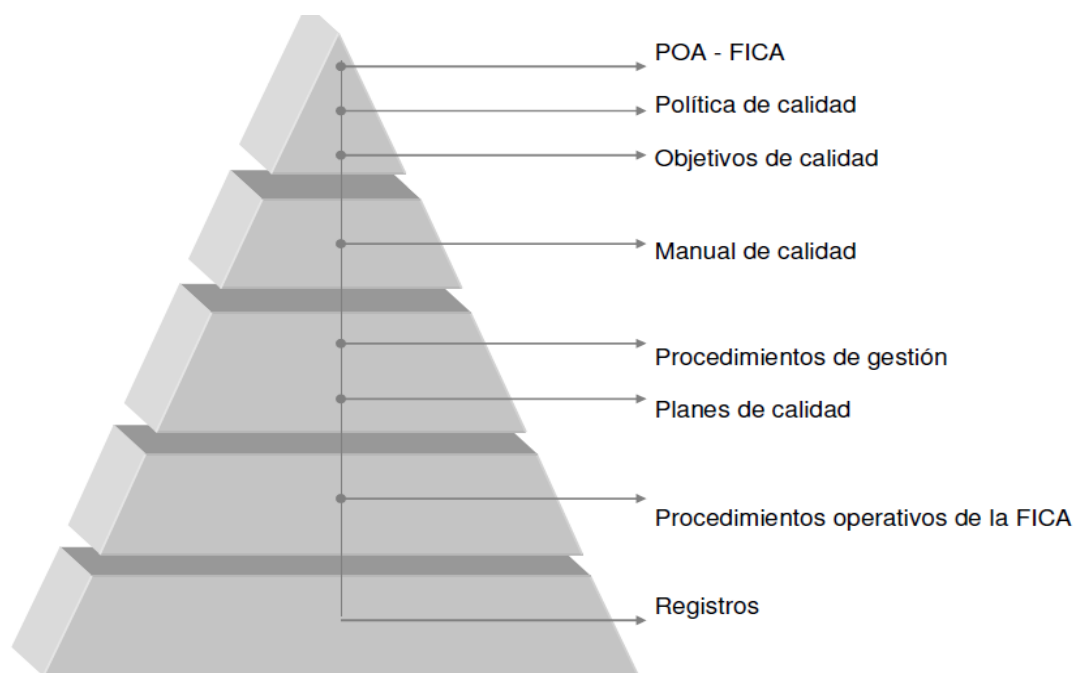 POA - FICA
Política de calidad
Objetivos de calidad
Manual de calidad
Procedimientos de gestión
Planes de calidad
Procedimientos operativos de la FICA
Registros